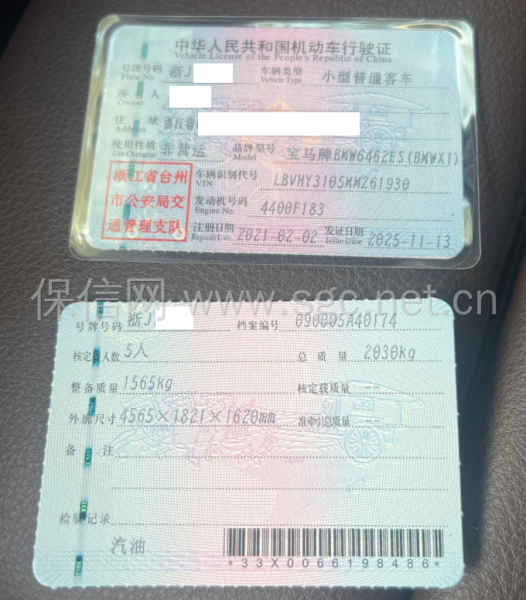 中华人民共和国机动车行驶证
Vehicle License of the People's Republic of China
号牌号码 浙J 车辆类型 小型普通客车
Plate No. Vehicle Type
所有人
Owner
住址 浙江省
Address
使用性质 非营运 品牌型号 宝马牌BMW6462ES(BMWX1)
Use Character Model
浙江省台州
市公安局交
通警察支队
车辆识别代号 LBVHY3105MMZ61930
VIN
发动机号码 4400F183
Engine No.
注册日期 2021-02-02 发证日期 2025-11-13
Register Date Issue Date
保信网 www.sgc.net.cn
号牌号码 浙J 档案编号 090005A40174
核定载人数 5人 总质量 2030kg
整备质量 1565kg 核定载质量 --
外廓尺寸 4565×1821×1620mm 准牵引总质量 --
备注
检验记录
汽油
*33X0066198486*